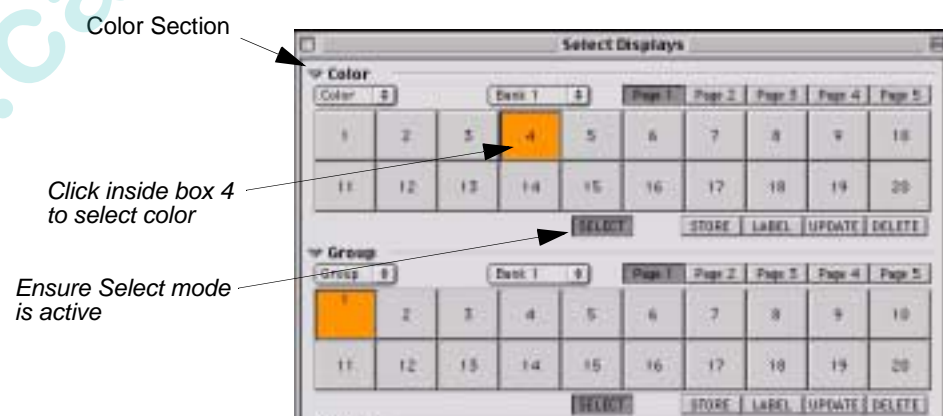 Color Section
Select Displays
Color
Color Bank 1 Page 1 Page 2 Page 3 Page 4 Page 5
1 2 3 4 5 6 7 8 9 10
Click inside box 4
to select color
11 12 13 14 15 16 17 18 19 20
SELECT STORE LABEL UPDATE DELETE
Group
Group Bank 1 Page 1 Page 2 Page 3 Page 4 Page 5
Ensure Select mode
is active
1 2 3 4 5 6 7 8 9 10
11 12 13 14 15 16 17 18 19 20
SELECT STORE LABEL UPDATE DELETE